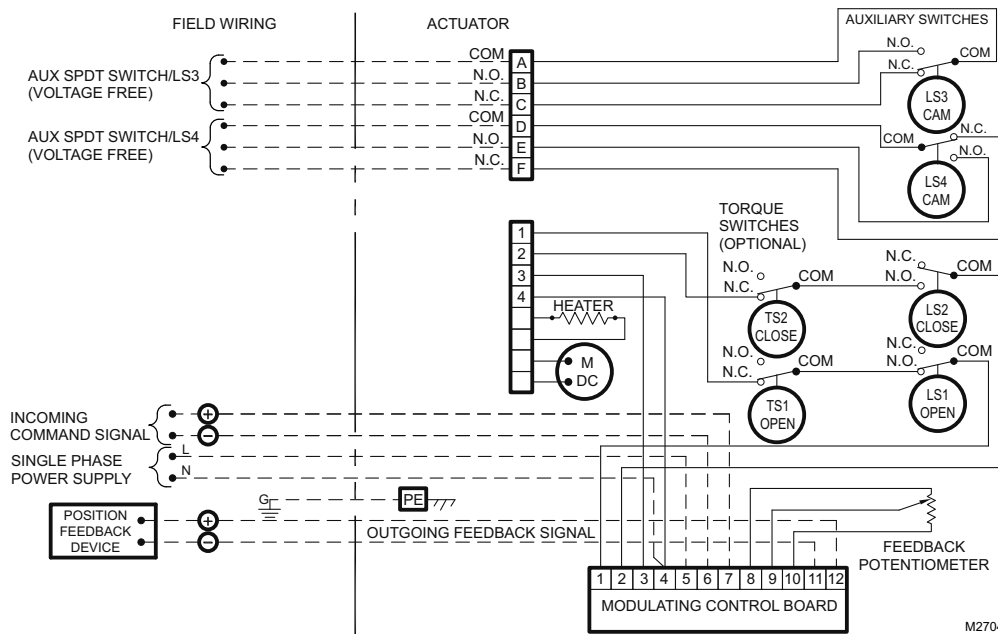 FIELD WIRING
ACTUATOR
AUXILIARY SWITCHES
AUX SPDT SWITCH/LS3
(VOLTAGE FREE)
COM
N.O.
N.C.
A
B
C
N.O.
N.C.
COM
LS3
CAM
AUX SPDT SWITCH/LS4
(VOLTAGE FREE)
COM
N.O.
N.C.
D
E
F
COM
N.C.
N.O.
LS4
CAM
1
2
3
4
HEATER
M
DC
TORQUE
SWITCHES
(OPTIONAL)
N.O.
N.C.
COM
TS2
CLOSE
N.C.
N.O.
COM
LS2
CLOSE
N.O.
N.C.
COM
TS1
OPEN
N.C.
N.O.
COM
LS1
OPEN
INCOMING
COMMAND SIGNAL
+
−
SINGLE PHASE
POWER SUPPLY
L
N
G
PE
POSITION
FEEDBACK
DEVICE
+
−
OUTGOING FEEDBACK SIGNAL
FEEDBACK
POTENTIOMETER
1 2 3 4 5 6 7 8 9 10 11 12
MODULATING CONTROL BOARD